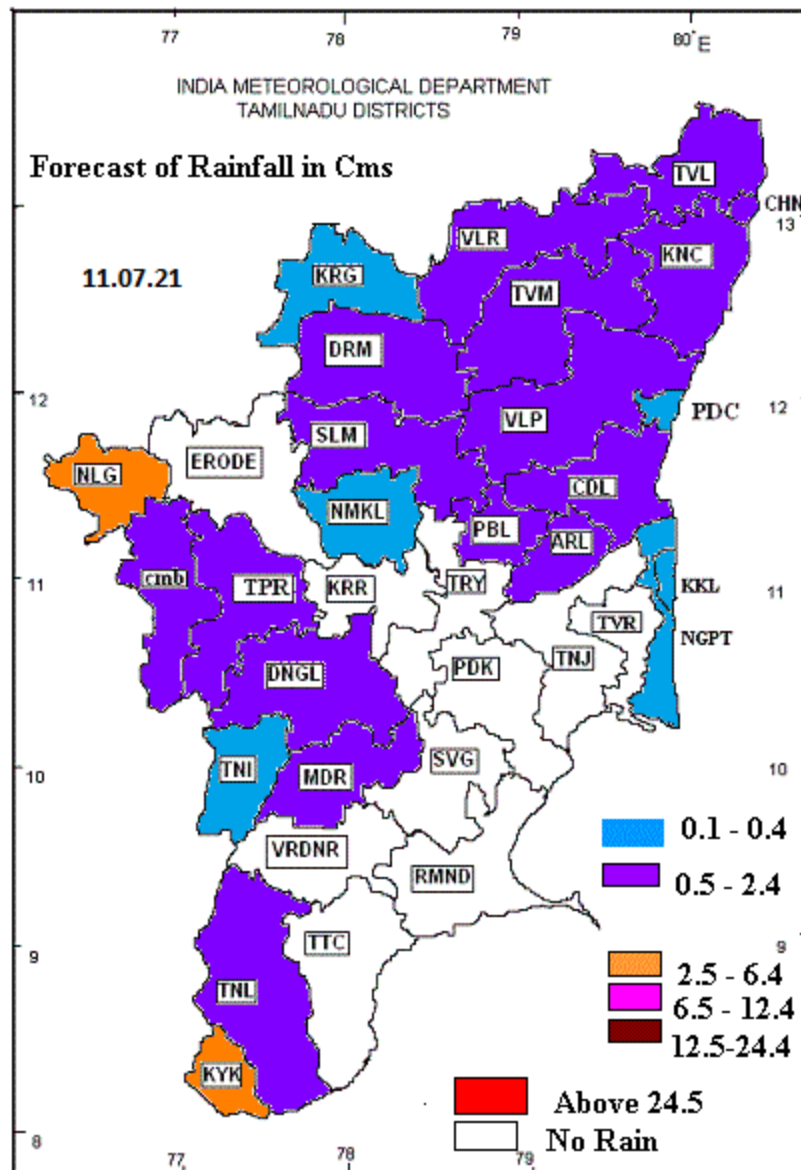 77 78 79 80°E
INDIA METEOROLOGICAL DEPARTMENT
TAMILNADU DISTRICTS
Forecast of Rainfall in Cms
TVL
CHN
13
VLR
KNC
KRG
11.07.21
TVM
DRM
12
12
PDC
VLP
SLM
ERODE
NLG
CDL
NMKL
PBL
ARL
11
cmb
TPR
KRR
TRY
KKL
11
TVR
NGPT
DNGL
PDK
TNJ
10
TNI
MDR
SVG
10
0.1 - 0.4
VRDNR
RMND
0.5 - 2.4
9
TTC
9
2.5 - 6.4
TNL
6.5 - 12.4
12.5-24.4
KYK
Above 24.5
No Rain
8
77 78 79